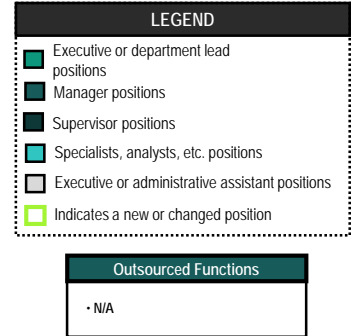 LEGEND
Executive or department lead
positions
Manager positions
Supervisor positions
Specialists, analysts, etc. positions
Executive or administrative assistant positions
Indicates a new or changed position
Outsourced Functions
• N/A